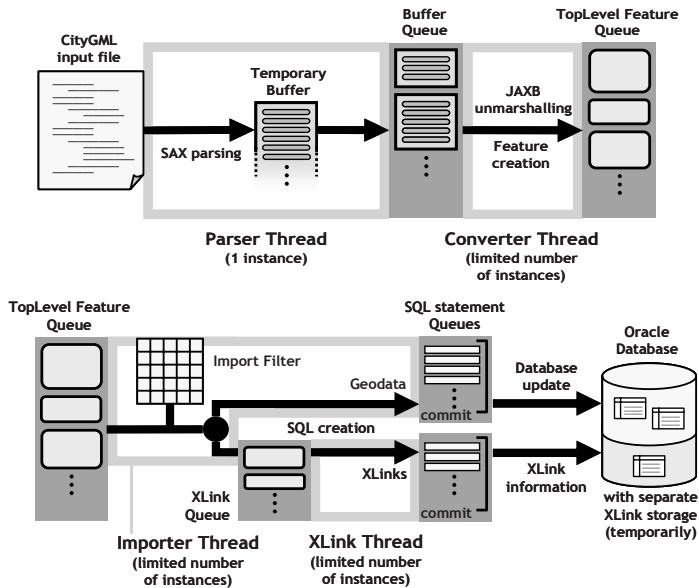 CityGML
input file
Buffer
Queue
TopLevel Feature
Queue
Temporary
Buffer
SAX parsing
JAXB
unmarshalling
Feature
creation
Parser Thread
(1 instance)
Converter Thread
(limited number
of instances)
TopLevel Feature
Queue
Import Filter
SQL statement
Queues
Oracle
Database
Geodata
Database
update
commit
SQL creation
XLinks
XLink
Queue
commit
XLink
information
with separate
XLink storage
(temporarily)
Importer Thread
(limited number
of instances)
XLink Thread
(limited number
of instances)